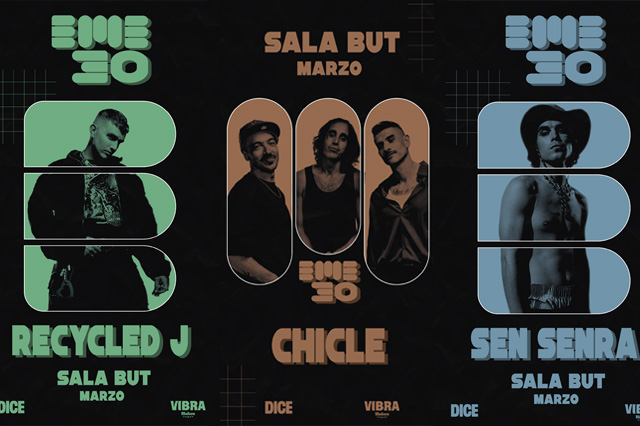 EME
30
RECYCLED J
SALA BUT
MARZO
DICE
VIBRA
SALA BUT
MARZO
EME
30
CHICLE
DICE
VIBRA
EME
30
SEN SENRA
SALA BUT
MARZO
DICE
VIBRA